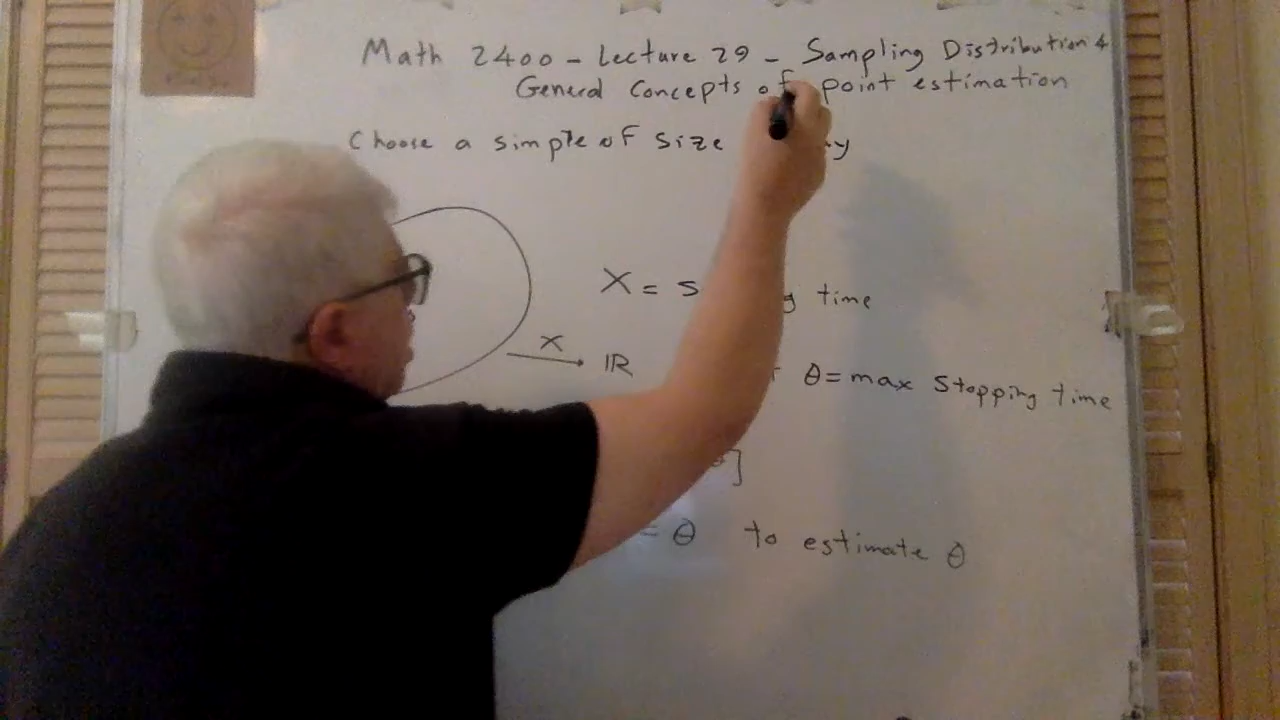 Math 2400 - Lecture 29 - Sampling Distribution &
General Concepts of point estimation
Choose a simple of size
X = time
X
IR
θ = max stopping time
θ]
= θ to estimate θ